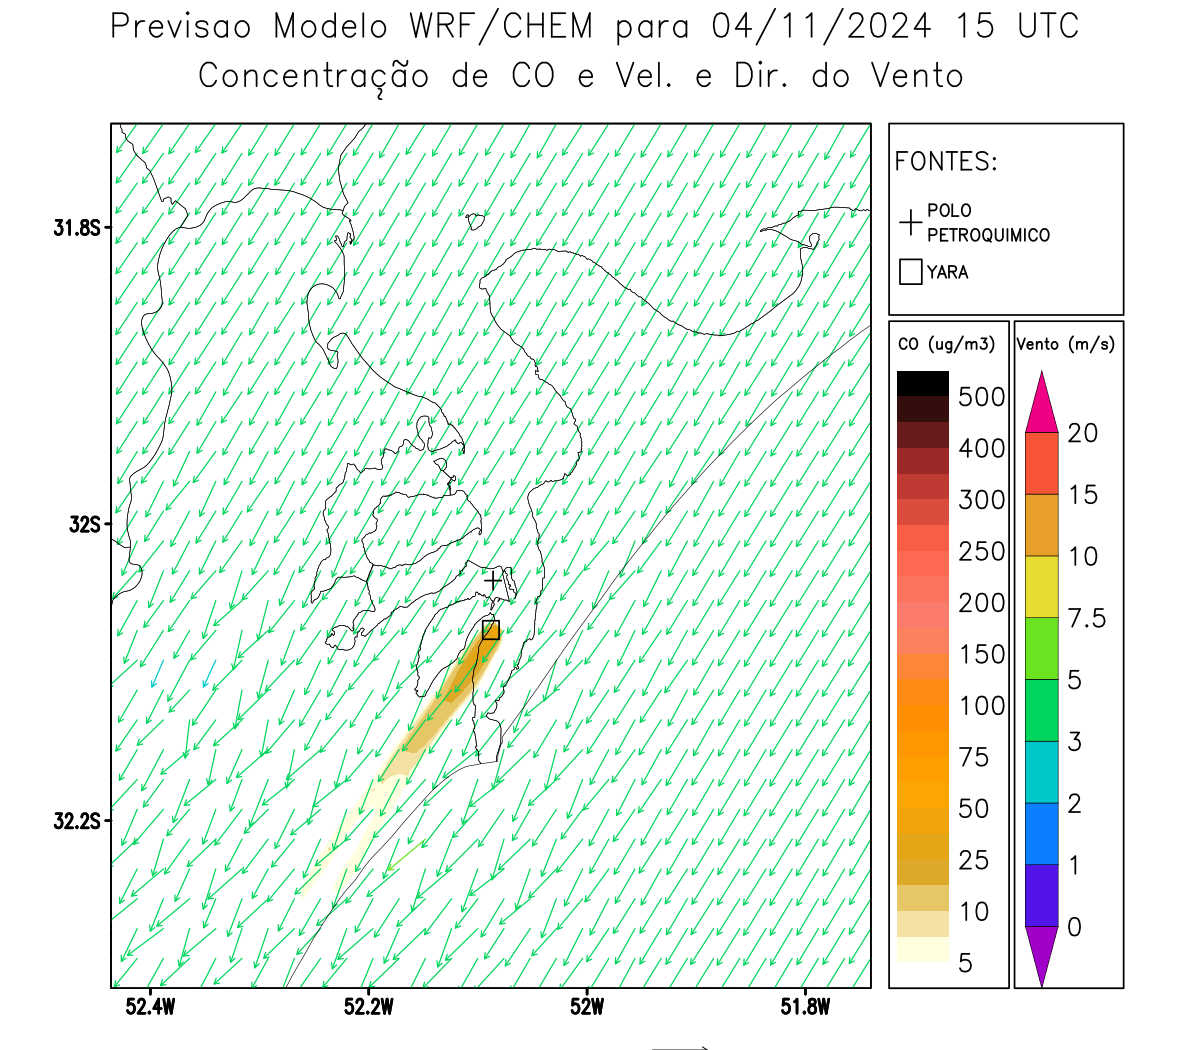 Previsao Modelo WRF/CHEM para 04/11/2024 15 UTC
Concentração de CO e Vel. e Dir. do Vento
FONTES:
POLO
PETROQUIMICO
YARA
CO (ug/m3)
500
400
300
250
200
150
100
75
50
25
10
5
Vento (m/s)
20
15
10
7.5
5
3
2
1
0
31.8S
32S
32.2S
52.4W
52.2W
52W
51.8W